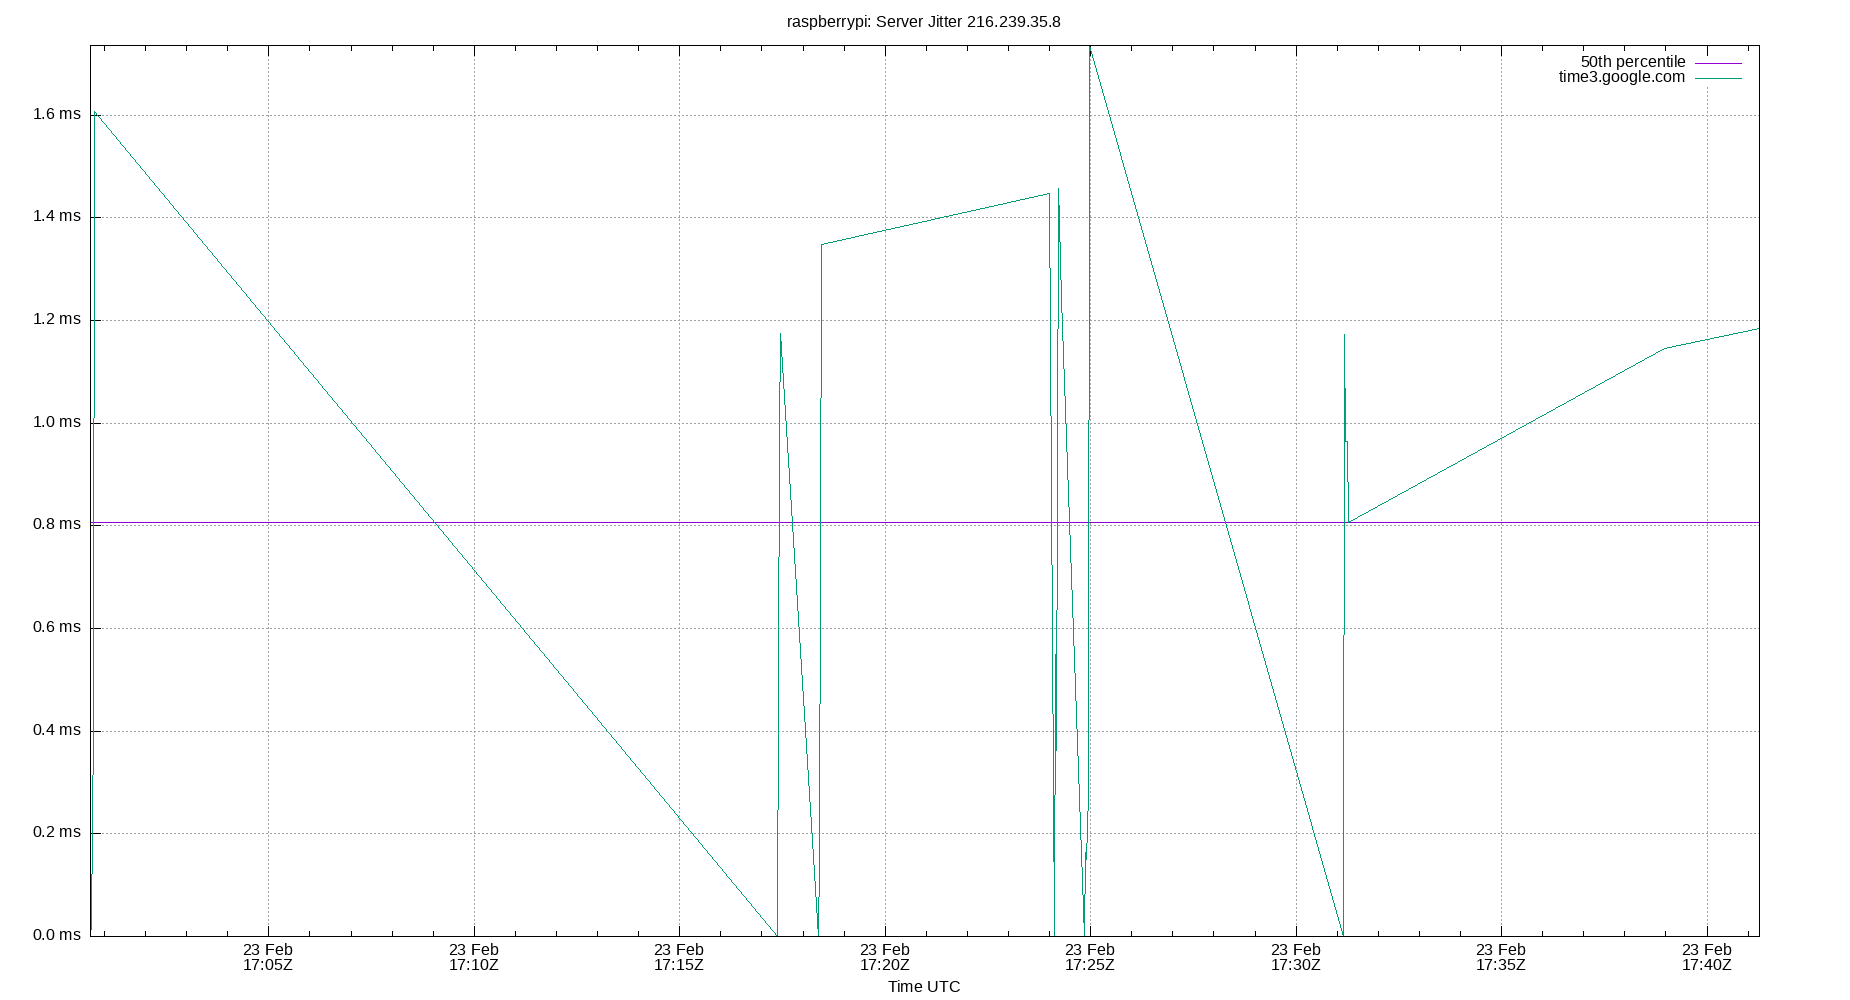 raspberrypi: Server Jitter 216.239.35.8
50th percentile
time3.google.com
1.6 ms
1.4 ms
1.2 ms
1.0 ms
0.8 ms
0.6 ms
0.4 ms
0.2 ms
0.0 ms
23 Feb 23 Feb 23 Feb 23 Feb 23 Feb 23 Feb 23 Feb 23 Feb
17:05Z 17:10Z 17:15Z 17:20Z 17:25Z 17:30Z 17:35Z 17:40Z
Time UTC